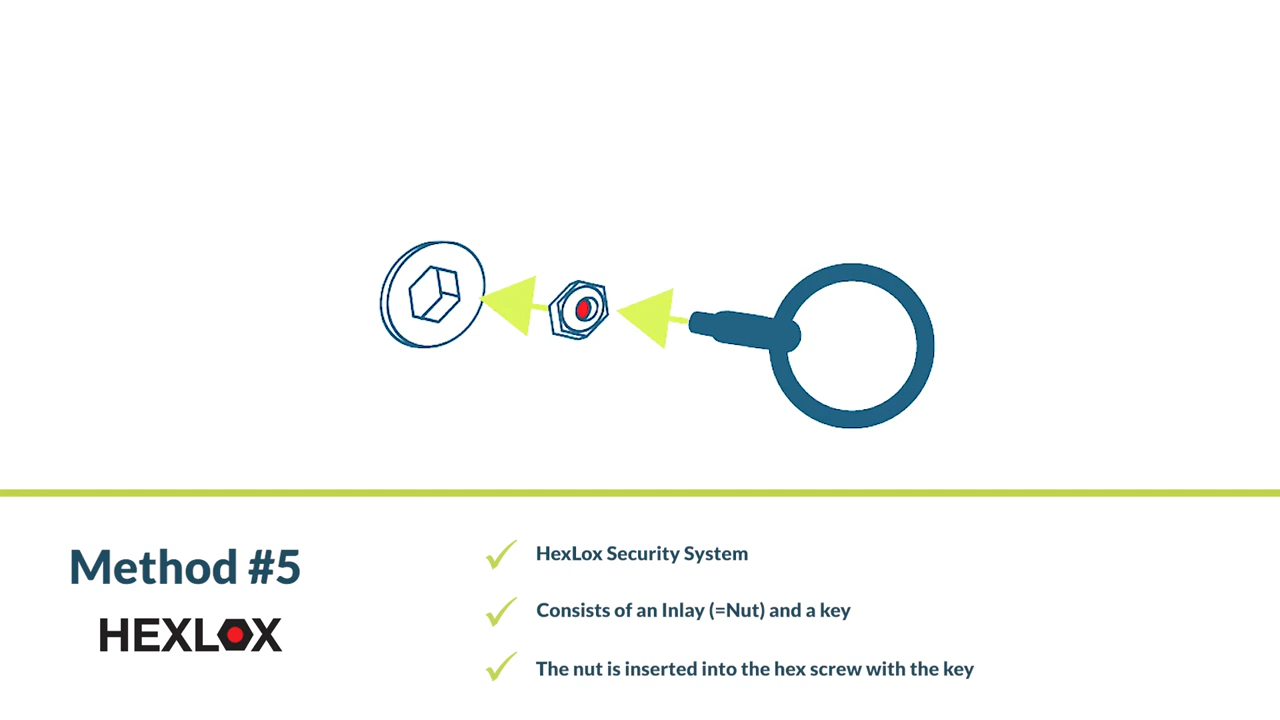 Method #5
HEXLOX
HexLox Security System
Consists of an Inlay (=Nut) and a key
The nut is inserted into the hex screw with the key